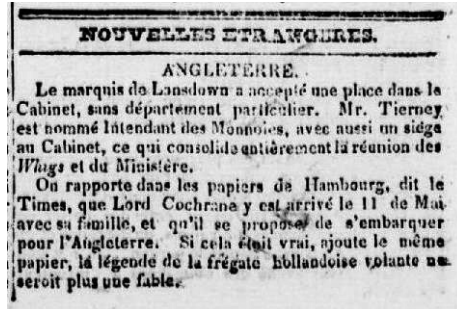 NOUVELLES ETRANGERES.
ANGLETERRE.
Le marquis de Lansdown a accepté une place dans le
Cabinet, sans département particulier. Mr. Tierney
est nommé Intendant des Monnoies, avec aussi un siége
au Cabinet, ce qui consolide entièrement la réunion des
Whigs et du Ministère.
On rapporte dans les papiers de Hambourg, dit le
Times, que Lord Cochrane y est arrivé le 11 de Mai
avec sa famille, et qu'il se propose de s'embarquer
pour l'Angleterre. Si cela étoit vrai, ajoute le même
papier, la légende de la frégate hollandoise volante ne
seroit plus une fable.